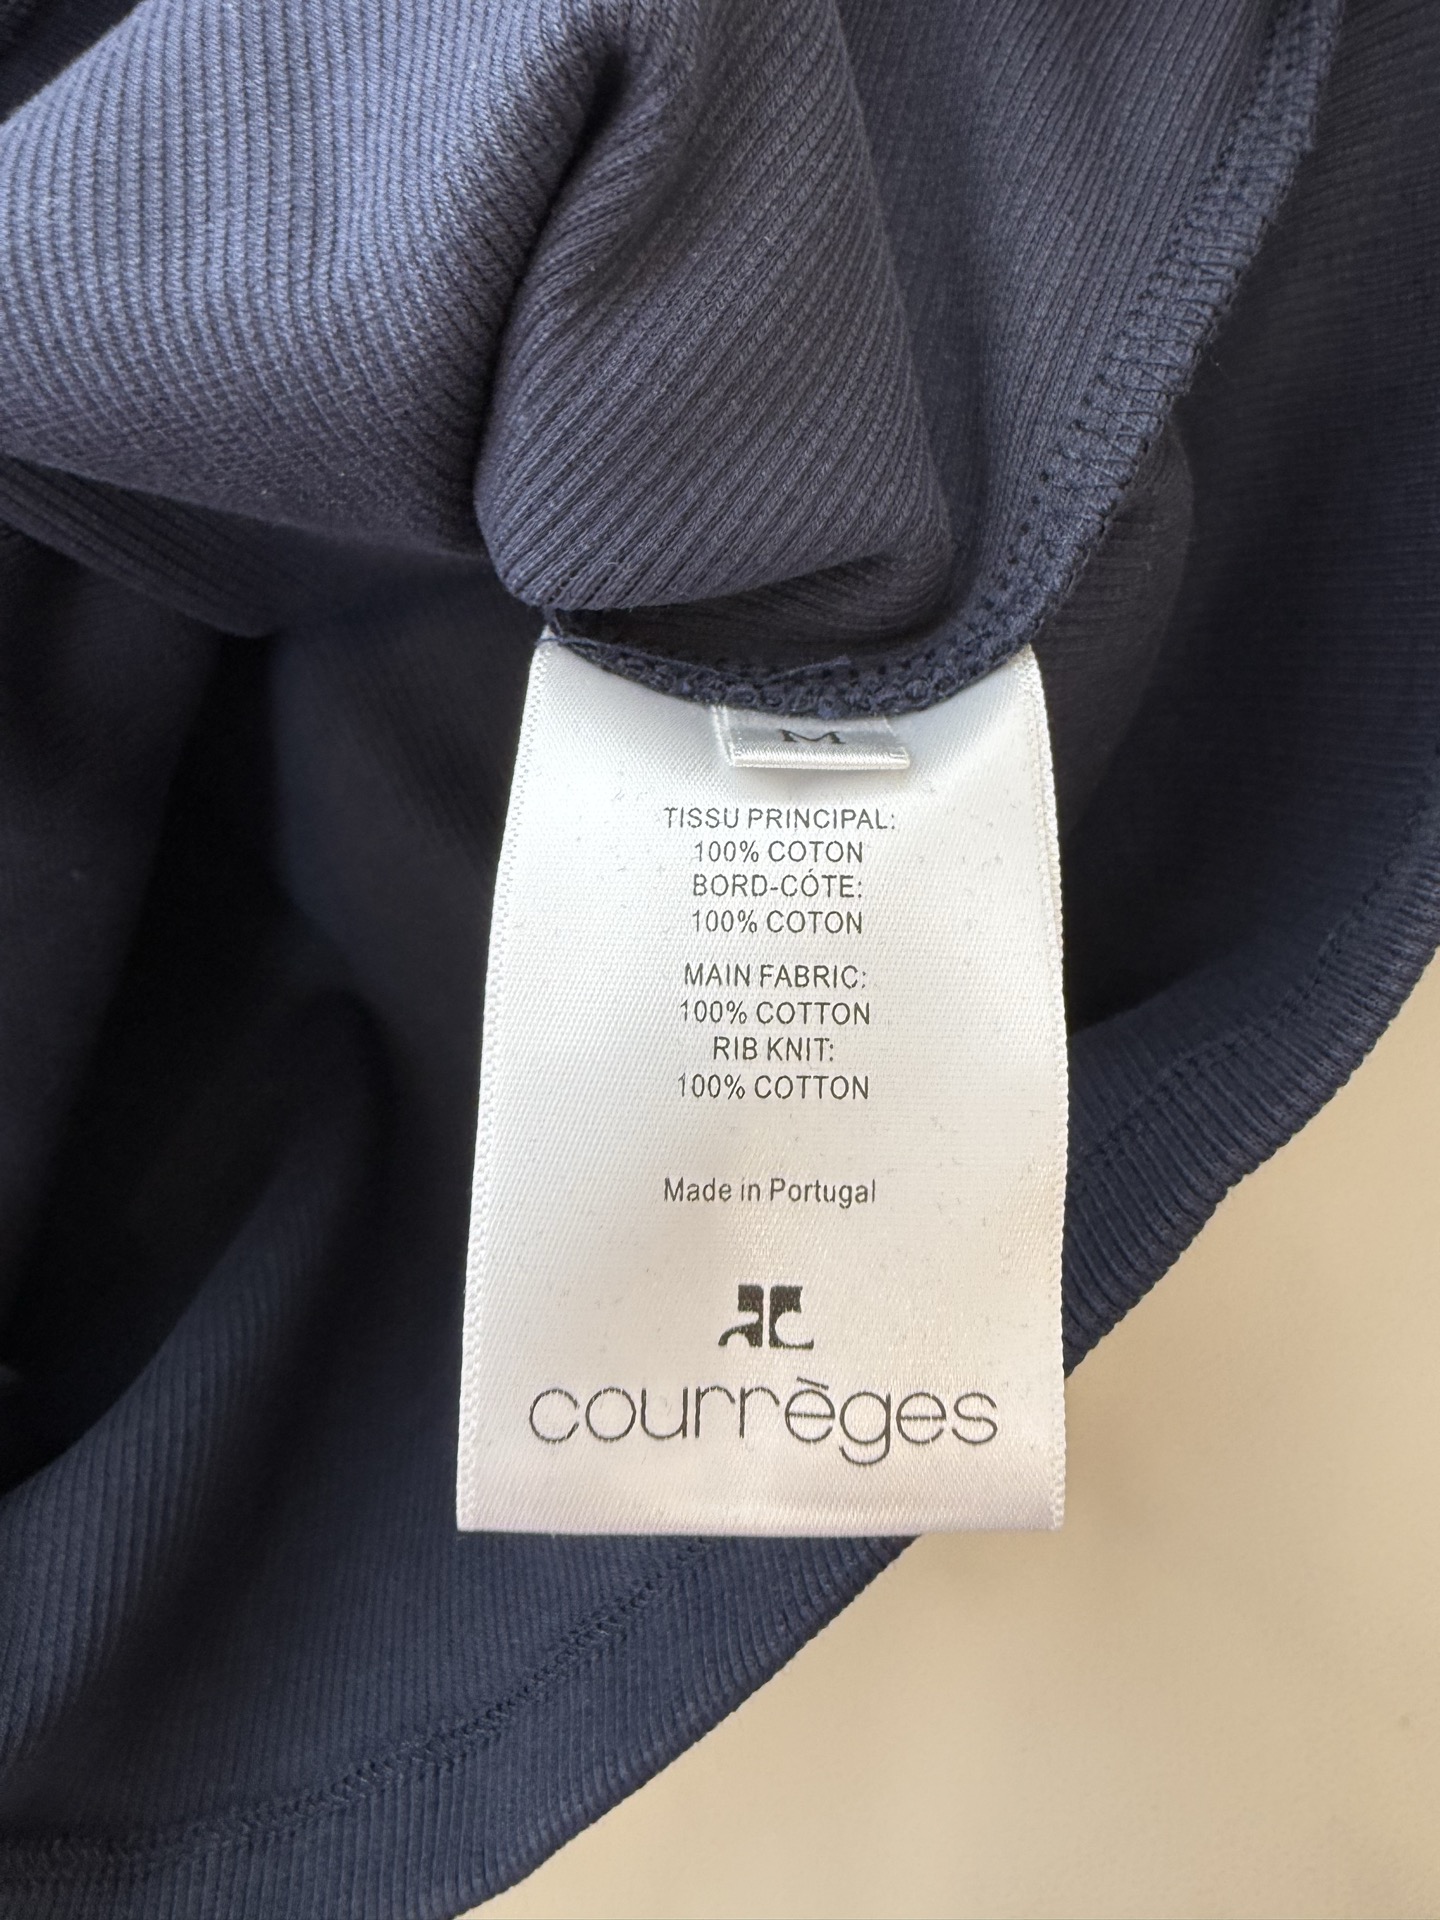 M
TISSU PRINCIPAL:
100% COTON
BORD-CÓTE:
100% COTON
MAIN FABRIC:
100% COTTON
RIB KNIT:
100% COTTON
Made in Portugal
courrèges